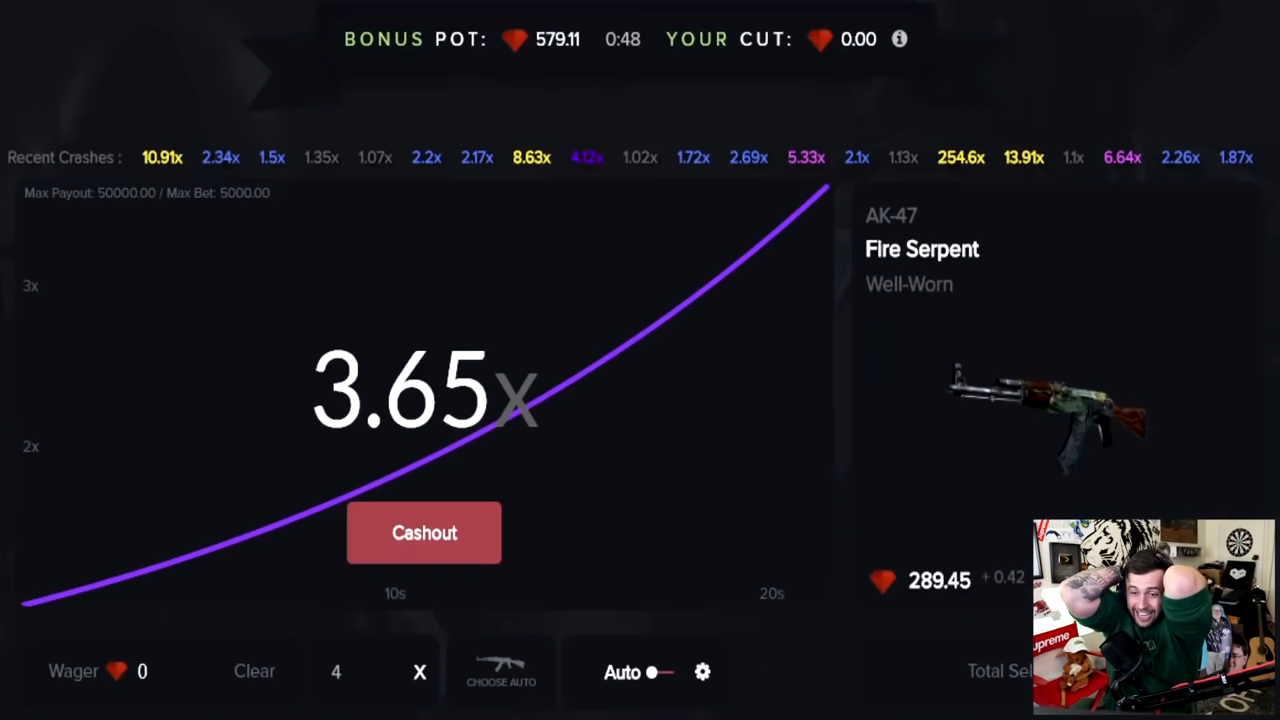 BONUS POT: 579.11 0:48 YOUR CUT: 0.00
Recent Crashes : 10.91x 2.34x 1.5x 1.35x 1.07x 2.2x 2.17x 8.63x 4.12x 1.02x 1.72x 2.69x 5.33x 2.1x 1.13x 254.6x 13.91x 1.1x 6.64x 2.26x 1.87x
Max Payout: 50000.00 / Max Bet: 5000.00
AK-47
Fire Serpent
Well-Worn
3x
3.65x
2x
Cashout
10s
20s
289.45 + 0.42
Supreme
Wager 0
Clear
4 X
CHOOSE AUTO
Auto
Total Sel